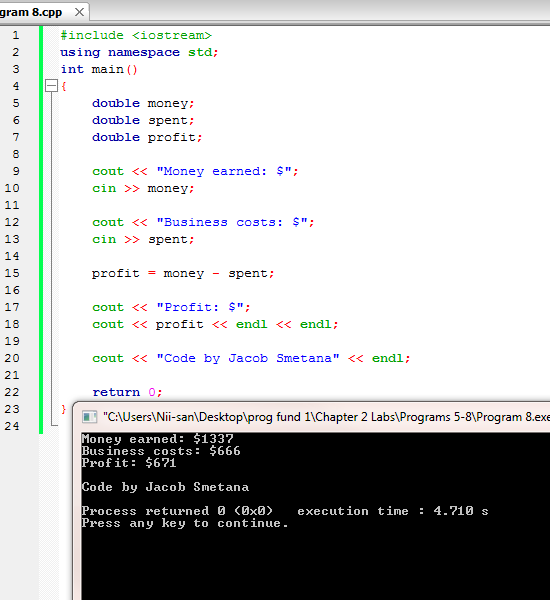 gram 8.cpp
1 #include <iostream>
2 using namespace std;
3 int main()
4 {
5 double money;
6 double spent;
7 double profit;
8
9 cout << "Money earned: $";
10 cin >> money;
11
12 cout << "Business costs: $";
13 cin >> spent;
14
15 profit = money - spent;
16
17 cout << "Profit: $";
18 cout << profit << endl << endl;
19
20 cout << "Code by Jacob Smetana" << endl;
21
22 return 0;
23 }
24
"C:\Users\Nii-san\Desktop\prog fund 1\Chapter 2 Labs\Programs 5-8\Program 8.exe
Money earned: $1337
Business costs: $666
Profit: $671
Code by Jacob Smetana
Process returned 0 (0x0) execution time : 4.710 s
Press any key to continue.